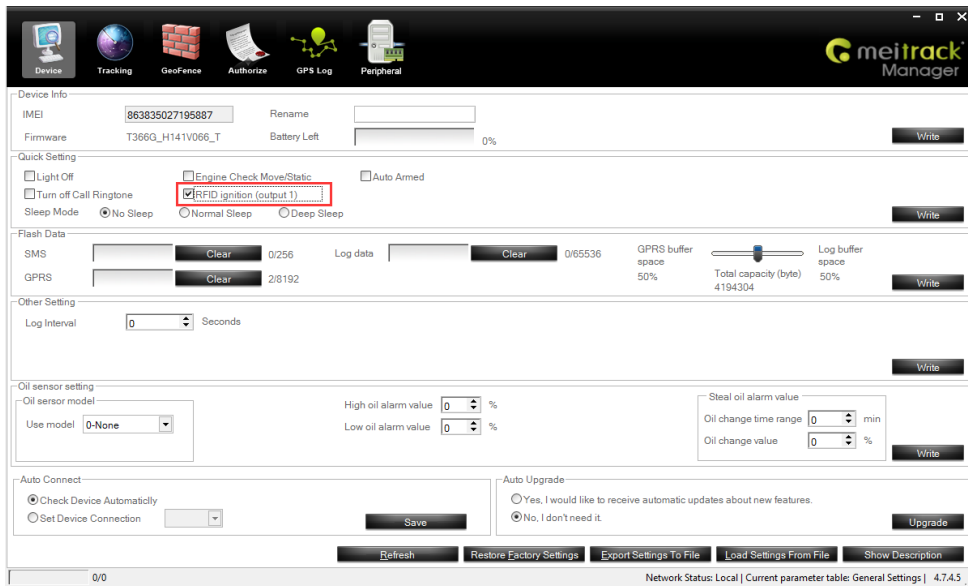 Device Tracking GeoFence Authorize GPS Log Peripheral
meitrack
Manager
Device Info
IMEI 863835027195887 Rename
Firmware T366G_H141V066_T Battery Left 0% Write
Quick Setting
Light Off Engine Check Move/Static Auto Armed
Turn off Call Ringtone RFID ignition (output 1)
Sleep Mode No Sleep Normal Sleep Deep Sleep Write
Flash Data
SMS Clear 0/256 Log data Clear 0/65536 GPRS buffer space 50% Total capacity (byte) 4194304 Log buffer space 50%
GPRS Clear 2/8192 Write
Other Setting
Log Interval 0 Seconds
Write
Oil sensor setting
Oil sersor model
Use model 0-None
High oil alarm value 0 %
Low oil alarm value 0 %
Steal oil alarm value
Oil change time range 0 min
Oil change value 0 %
Write
Auto Connect
Check Device Automaticlly
Set Device Connection Save
Auto Upgrade
Yes, I would like to receive automatic updates about new features.
No, I don't need it. Upgrade
Refresh Restore Factory Settings Export Settings To File Load Settings From File Show Description
0/0 Network Status: Local | Current parameter table: General Settings | 4.7.4.5